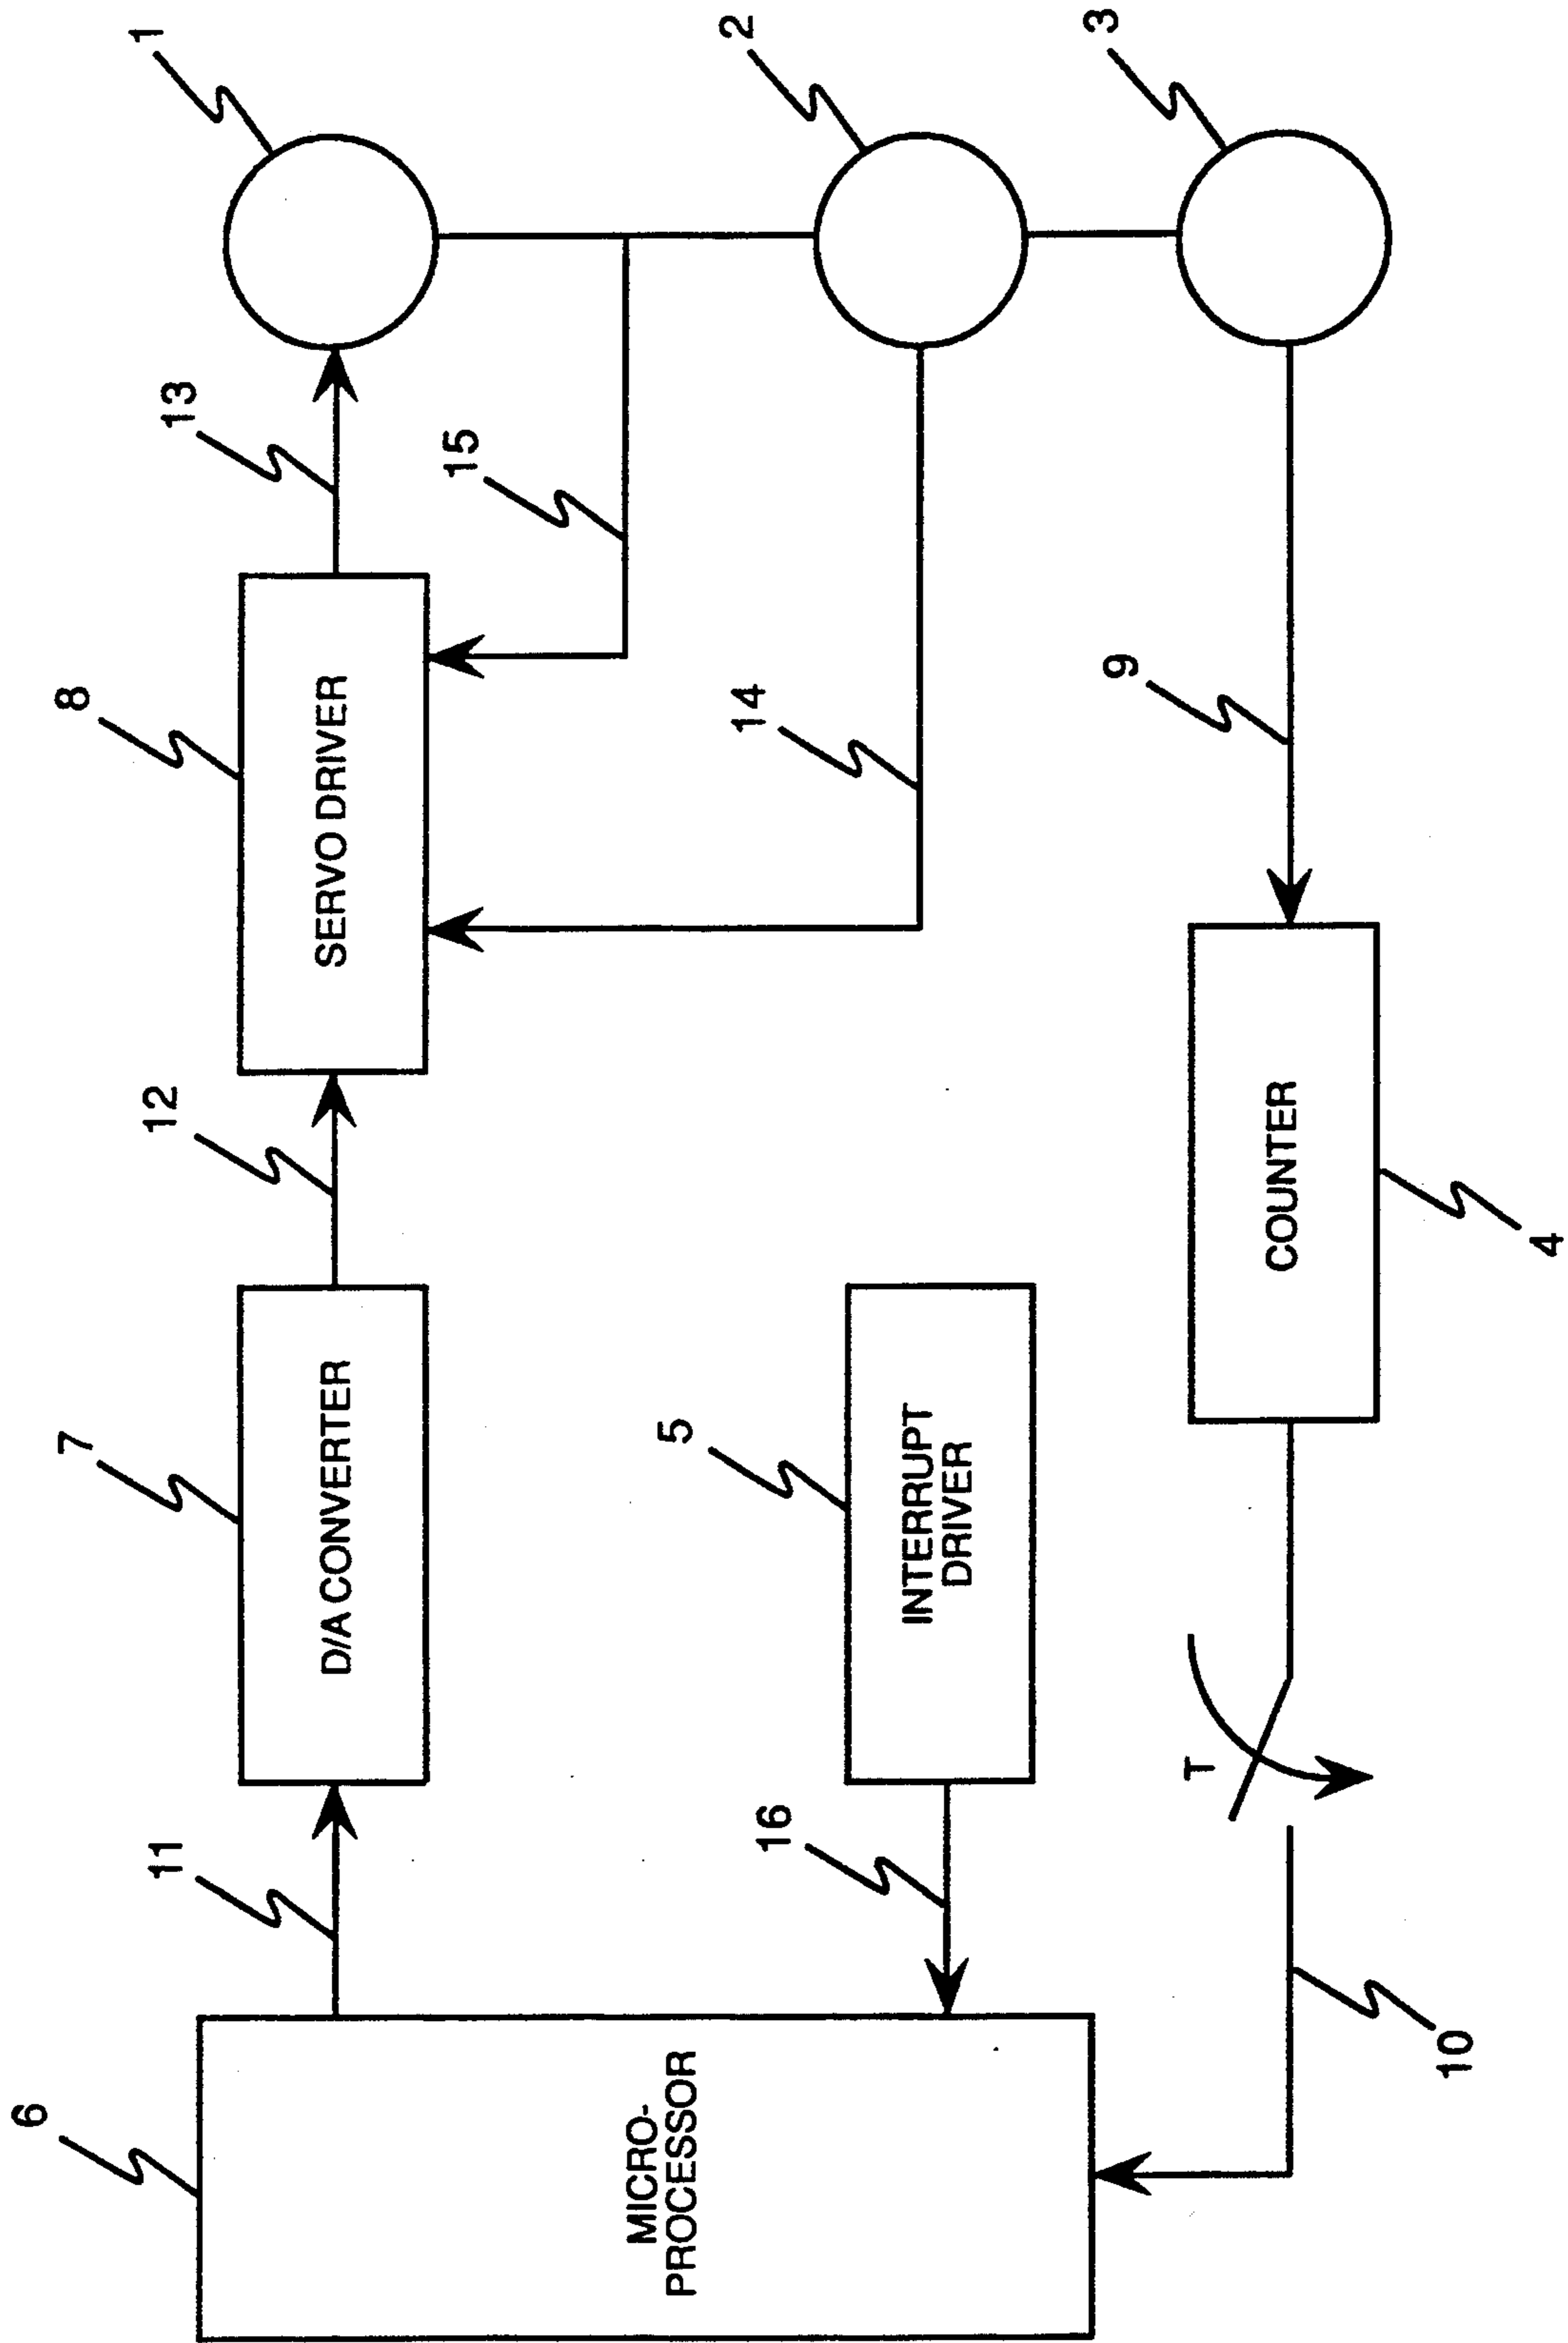 6
7
8
1
11
12
13
D/A CONVERTER
SERVO DRIVER
15
MICRO-
PROCESSOR
5
14
2
16
INTERRUPT
DRIVER
9
3
T
COUNTER
10
4